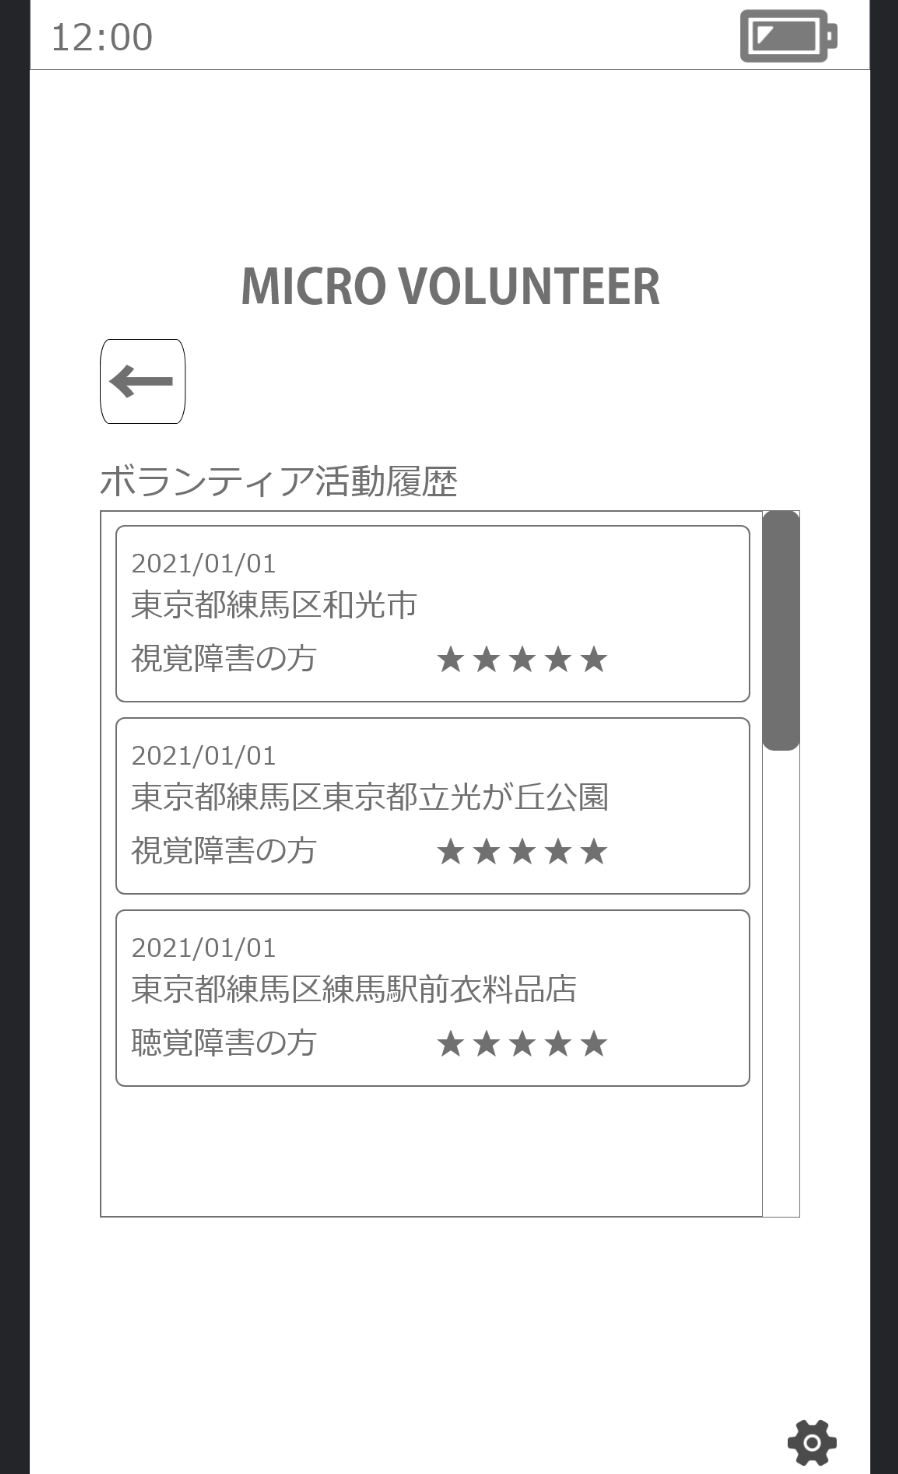 12:00
MICRO VOLUNTEER
ボランティア活動履歴
2021/01/01
東京都練馬区和光市
視覚障害の方 ★★★★★
2021/01/01
東京都練馬区東京都立光が丘公園
視覚障害の方 ★★★★★
2021/01/01
東京都練馬区練馬駅前衣料品店
聴覚障害の方 ★★★★★